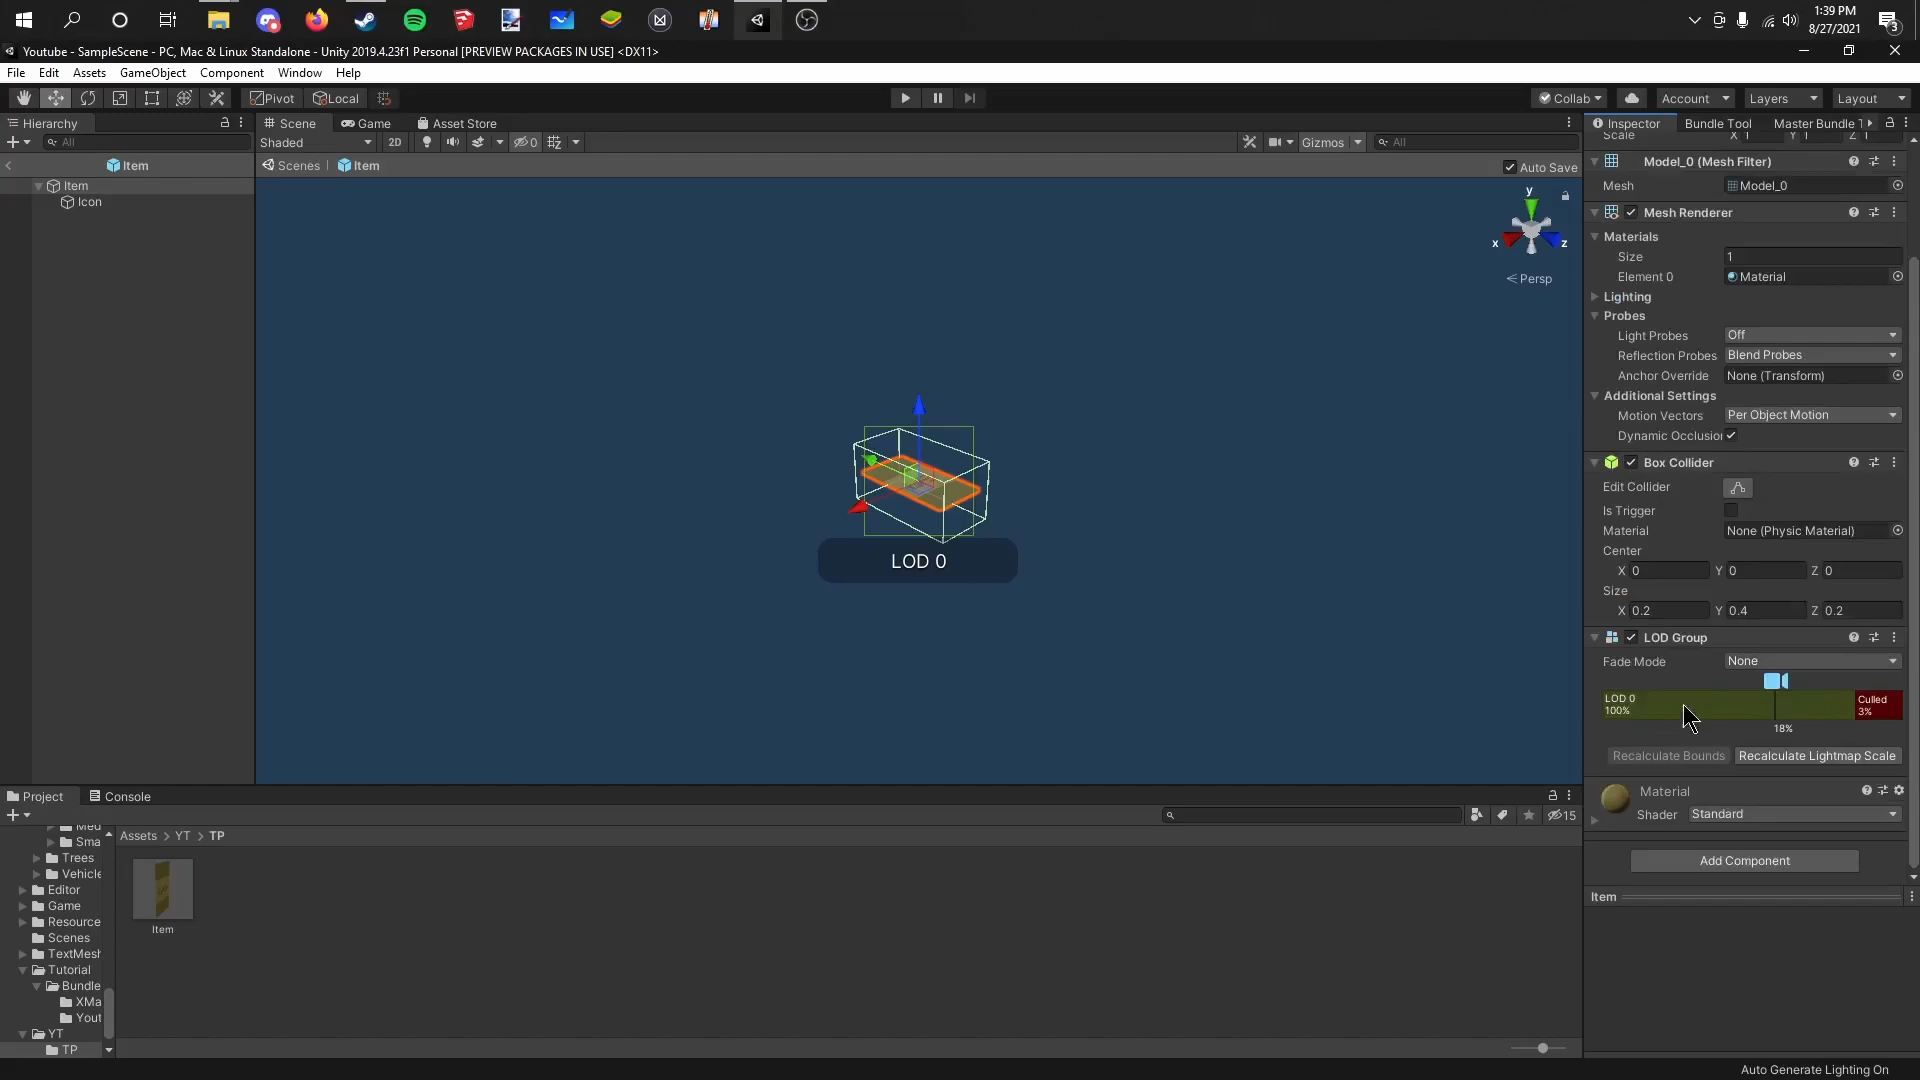 1:39 PM
8/27/2021
3
Youtube - SampleScene - PC, Mac & Linux Standalone - Unity 2019.4.23f1 Personal [PREVIEW PACKAGES IN USE] <DX11>
File Edit Assets GameObject Component Window Help
Pivot Local Collab Account Layers Layout
Hierarchy Scene Game Asset Store Inspector Bundle Tool Master Bundle T
All Shaded 2D 0 Gizmos All
Scale X 1 Y 1 Z 1
Item Scenes Item Auto Save
Item
Icon
y
x z
Persp
LOD 0
Model_0 (Mesh Filter)
Mesh Model_0
Mesh Renderer
Materials
Size 1
Element 0 Material
Lighting
Probes
Light Probes Off
Reflection Probes Blend Probes
Anchor Override None (Transform)
Additional Settings
Motion Vectors Per Object Motion
Dynamic Occlusion
Box Collider
Edit Collider
Is Trigger
Material None (Physic Material)
Center
X 0 Y 0 Z 0
Size
X 0.2 Y 0.4 Z 0.2
LOD Group
Fade Mode None
LOD 0
100%
Culled
3%
18%
Recalculate Bounds Recalculate Lightmap Scale
Material
Shader Standard
Add Component
Item
Project Console
15
Assets > YT > TP
Med
Sma
Trees
Vehicle
Editor
Game
Resource
Scenes
TextMesh
Tutorial
Bundle
XMa
Yout
YT
TP
Item
Auto Generate Lighting On